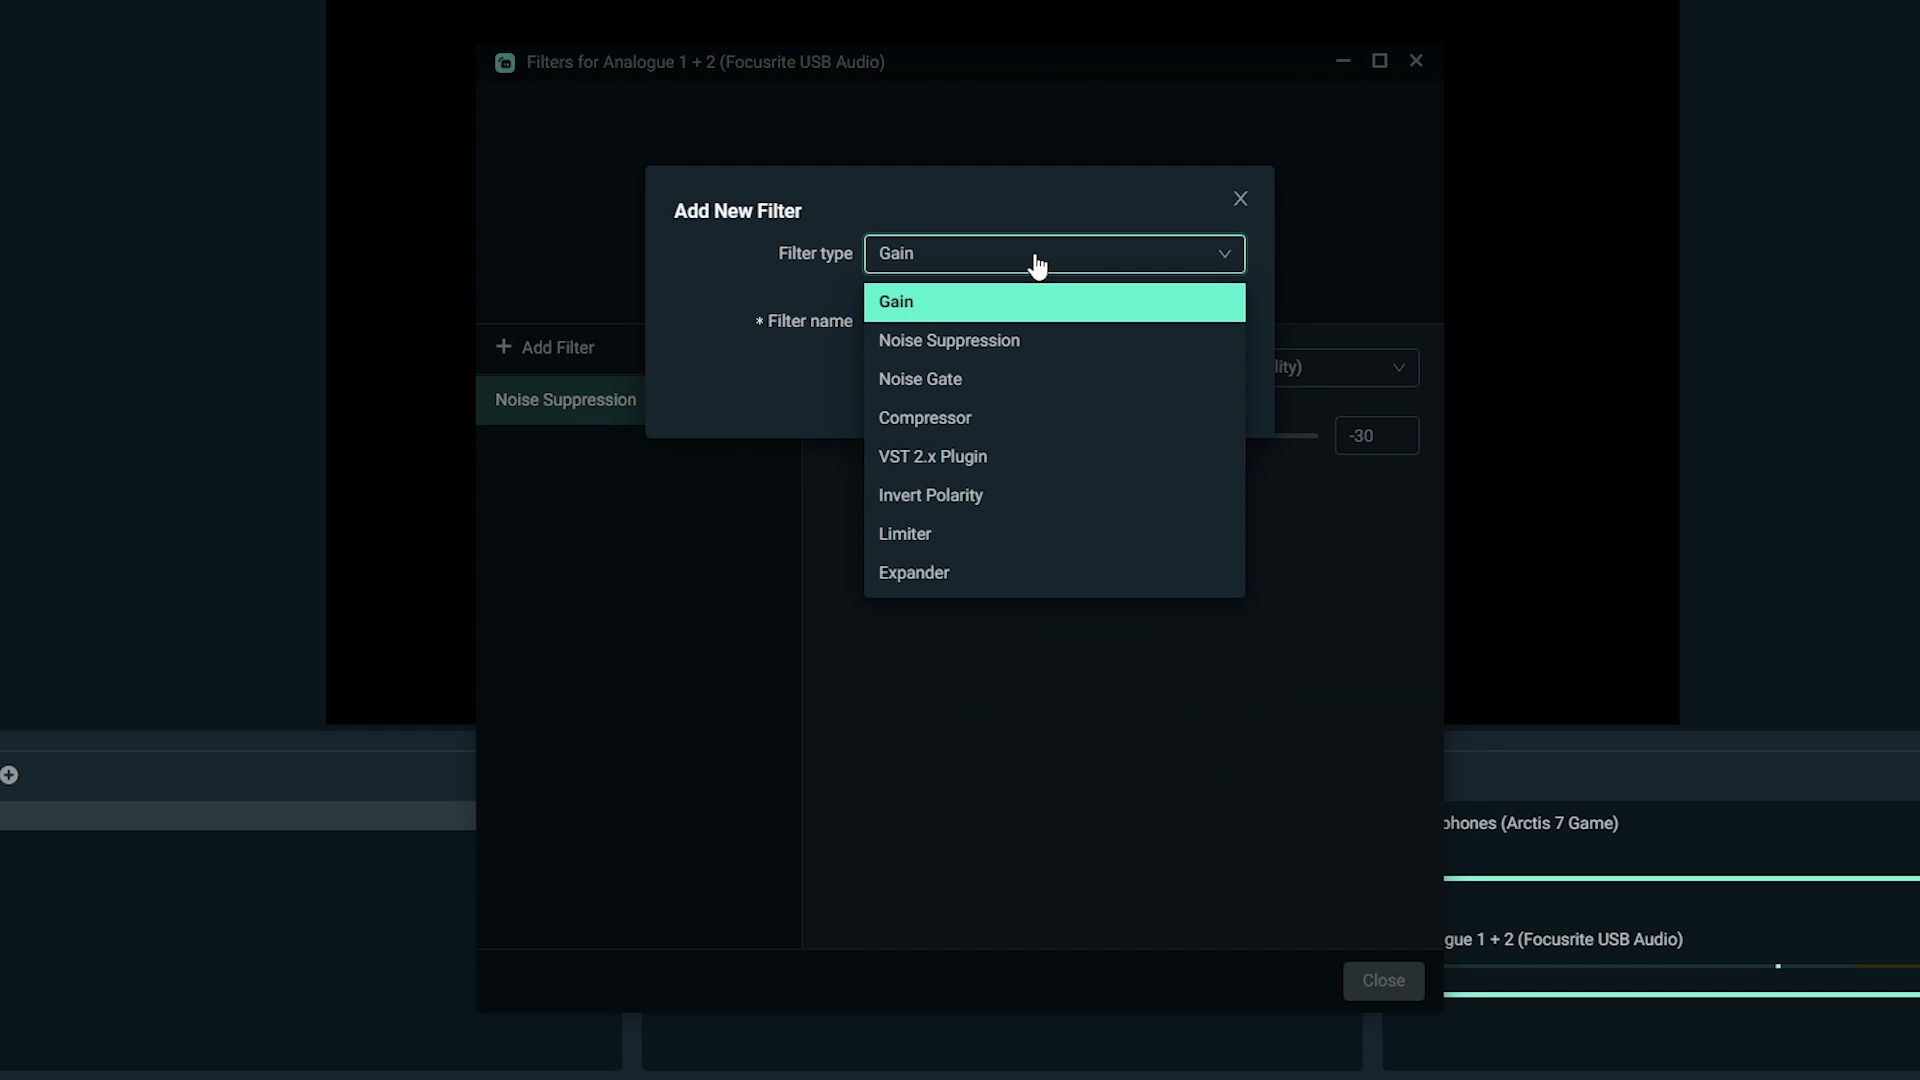 Filters for Analogue 1 + 2 (Focusrite USB Audio)
Add New Filter
Filter type
Gain
* Filter name
Gain
Noise Suppression
Noise Gate
Compressor
VST 2.x Plugin
Invert Polarity
Limiter
Expander
+ Add Filter
Noise Suppression
lity)
-30
phones (Arctis 7 Game)
gue 1 + 2 (Focusrite USB Audio)
Close